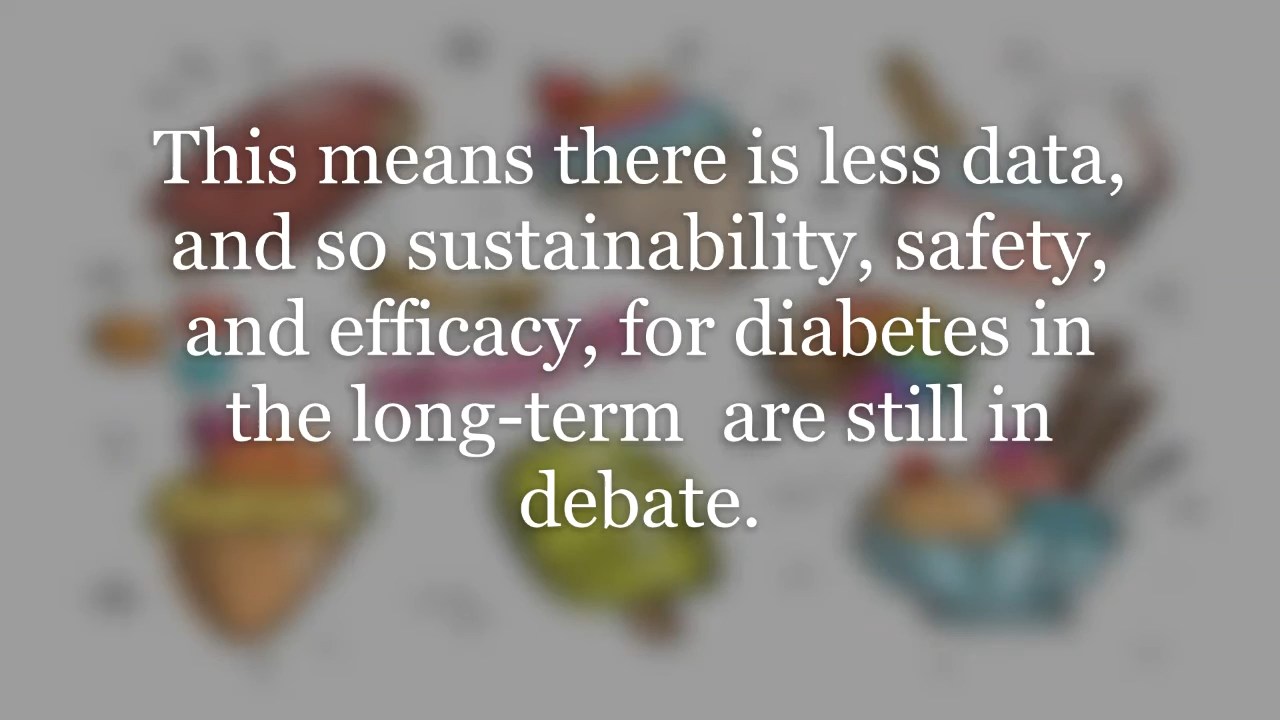 This means there is less data,
and so sustainability, safety,
and efficacy, for diabetes in
the long-term  are still in
debate.